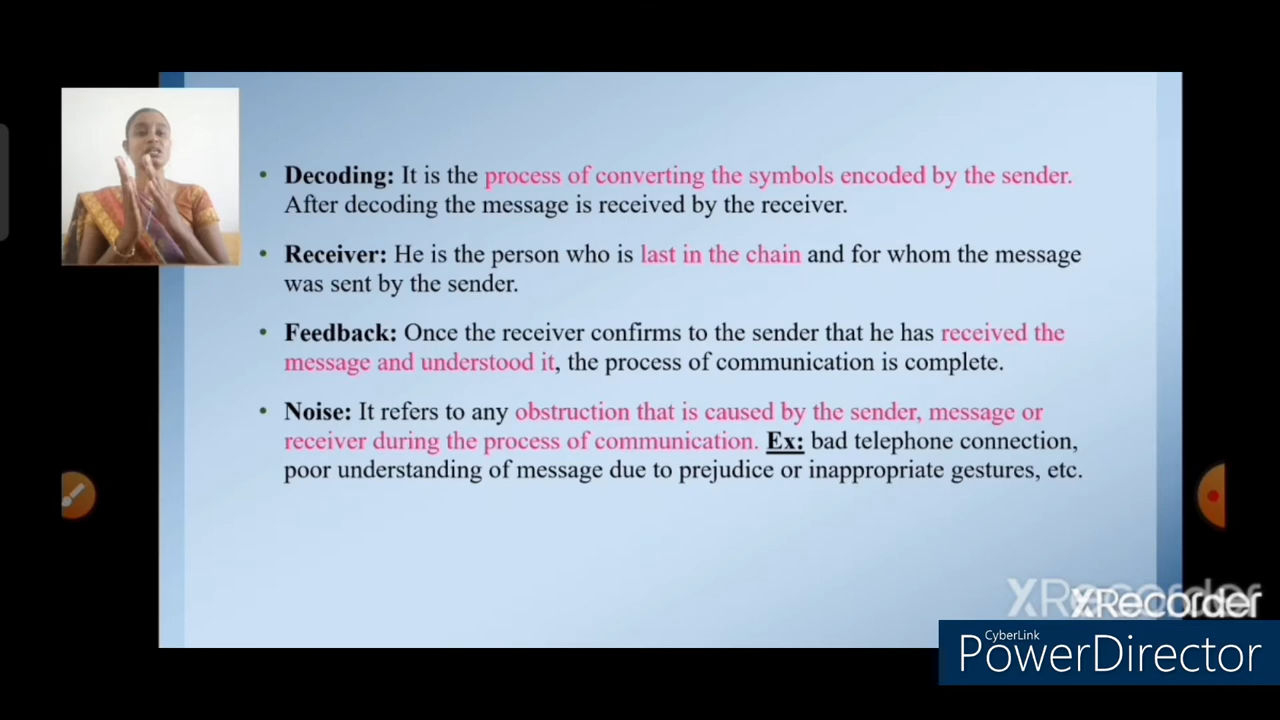 • Decoding: It is the process of converting the symbols encoded by the sender.
After decoding the message is received by the receiver.
• Receiver: He is the person who is last in the chain and for whom the message
was sent by the sender.
• Feedback: Once the receiver confirms to the sender that he has received the
message and understood it, the process of communication is complete.
• Noise: It refers to any obstruction that is caused by the sender, message or
receiver during the process of communication. Ex: bad telephone connection,
poor understanding of message due to prejudice or inappropriate gestures, etc.
XRecorder
XRecorder
CyberLink
PowerDirector